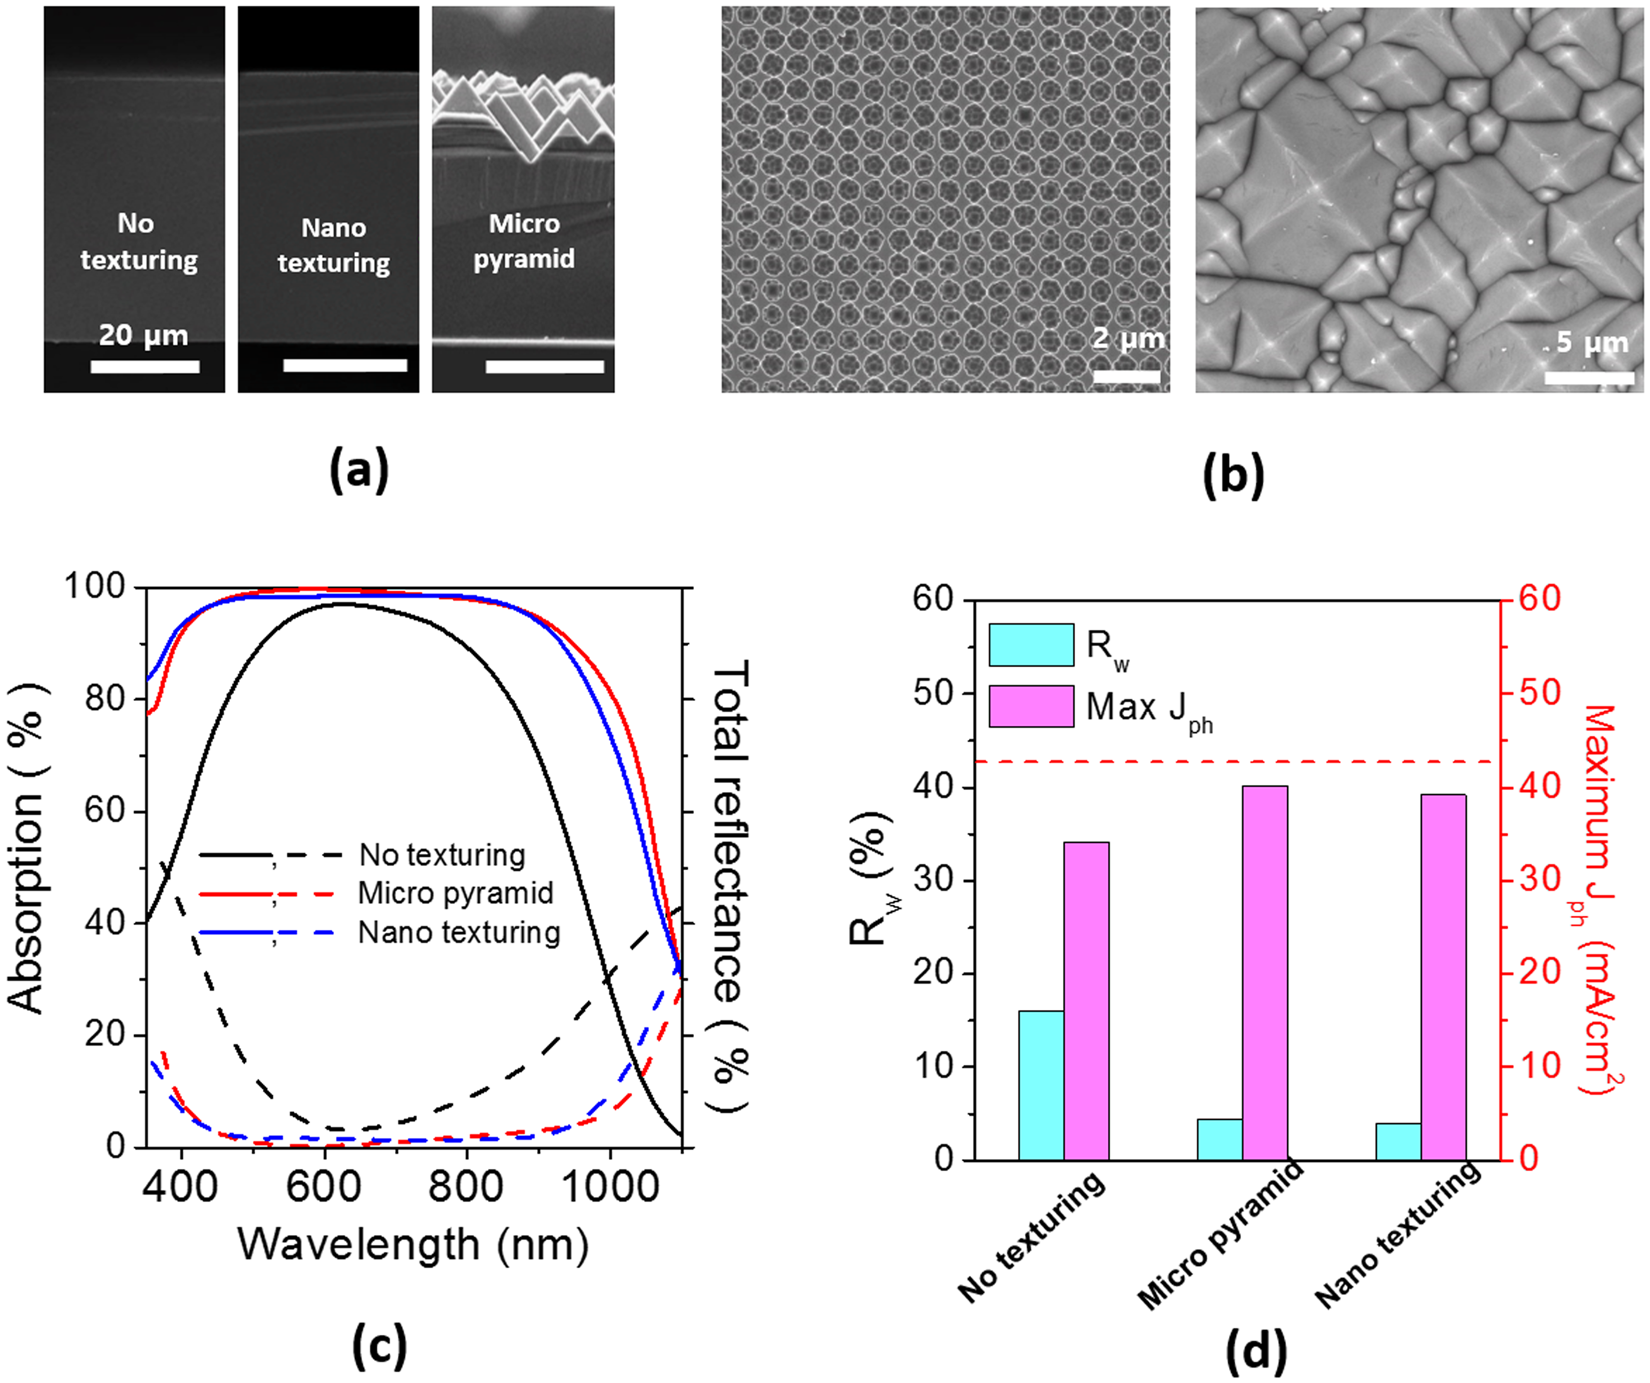 No
texturing
20 μm
Nano
texturing
Micro
pyramid
2 μm
5 μm
(a)
(b)
100
80
60
40
20
0
400
600
800
1000
Absorption ( % )
Total reflectance ( % )
Wavelength (nm)
No texturing
Micro pyramid
Nano texturing
(c)
60
50
40
30
20
10
0
R_w (%)
R_w
Max J_ph
60
50
40
30
20
10
0
Maximum J_ph (mA/cm²)
No texturing
Micro pyramid
Nano texturing
(d)